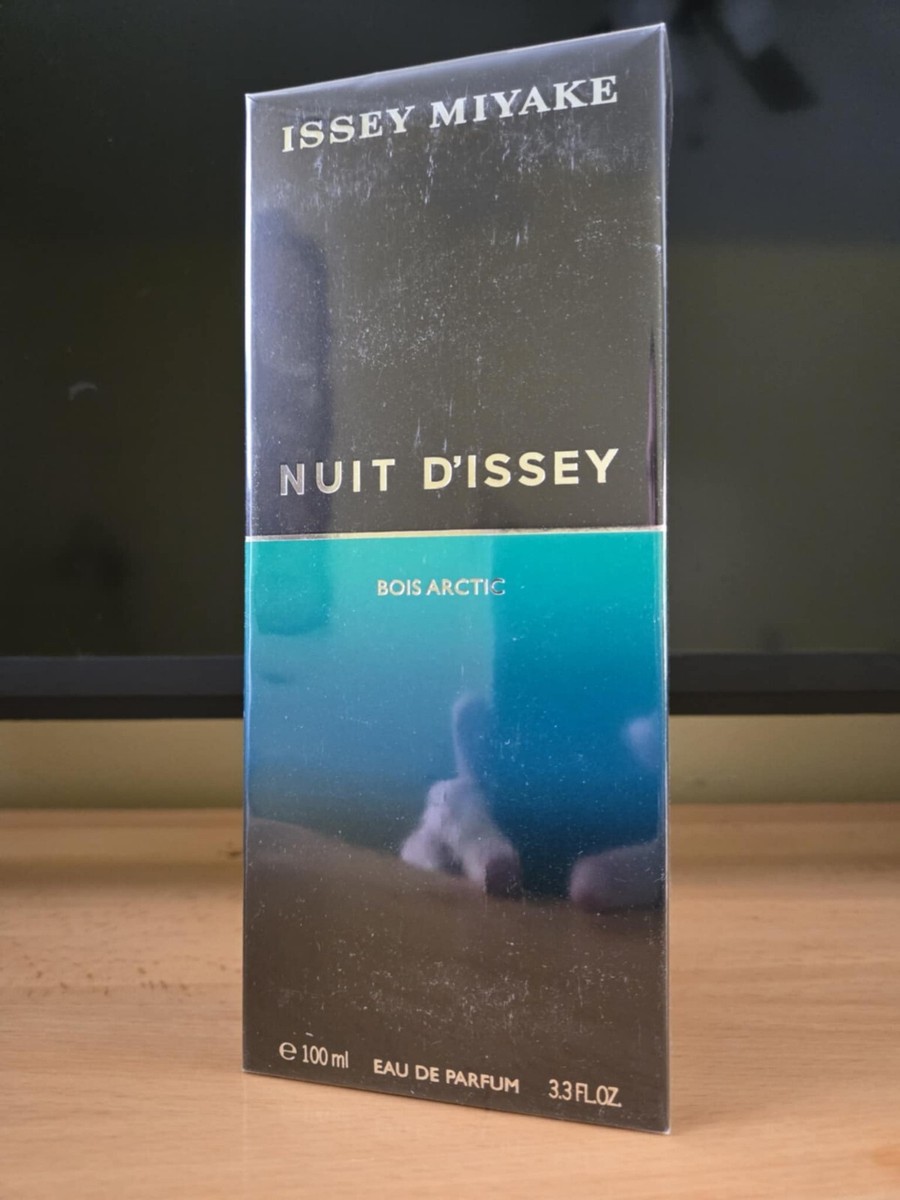 ISSEY MIYAKE
NUIT D'ISSEY
BOIS ARCTIC
℮ 100 ml EAU DE PARFUM 3.3 FL.OZ.